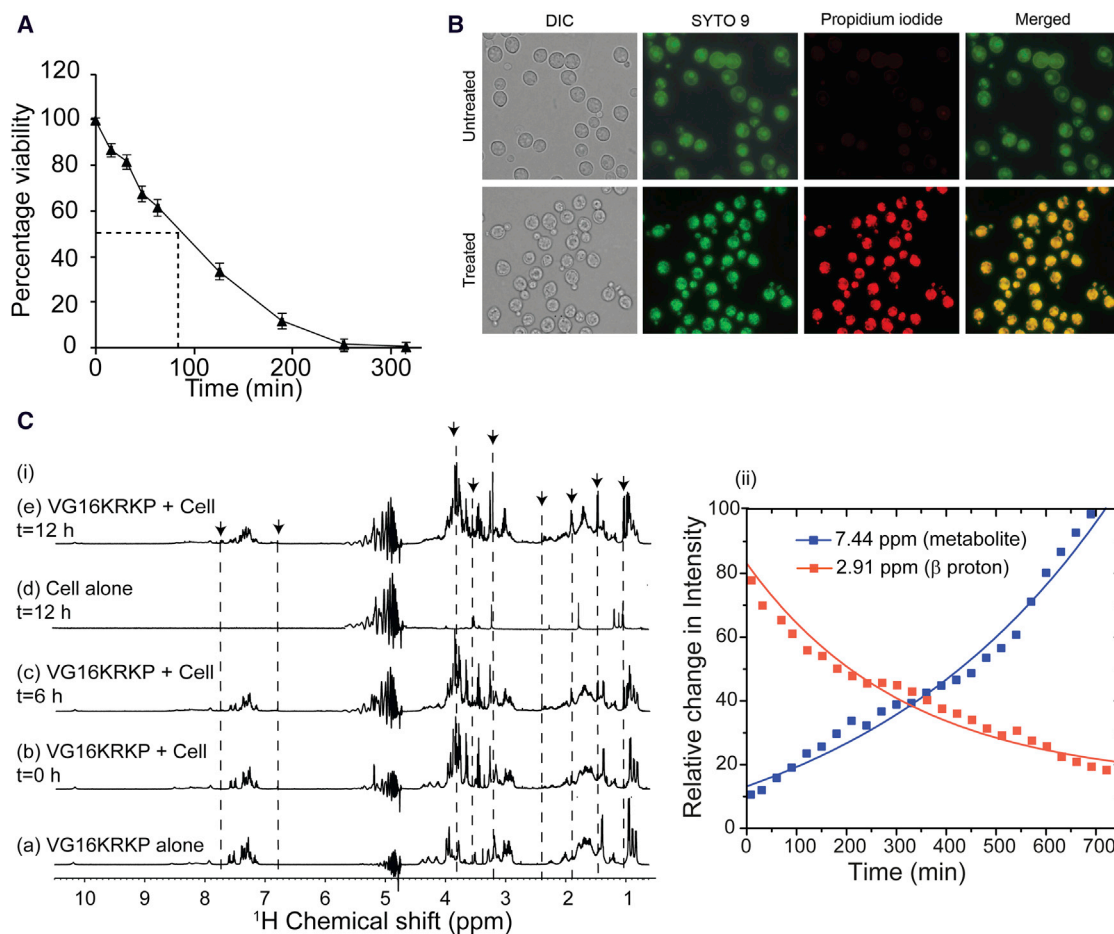 A
120
100
80
60
40
20
0
0 100 200 300
Percentage viability
Time (min)
B
DIC SYTO 9 Propidium iodide Merged
Untreated
Treated
C
(i)
(e) VG16KRKP + Cell
t=12 h
(d) Cell alone
t=12 h
(c) VG16KRKP + Cell
t=6 h
(b) VG16KRKP + Cell
t=0 h
(a) VG16KRKP alone
10 9 8 7 6 5 4 3 2 1
¹H Chemical shift (ppm)
(ii)
100
80
60
40
20
0
7.44 ppm (metabolite)
2.91 ppm (β proton)
Relative change in Intensity
0 100 200 300 400 500 600 700
Time (min)